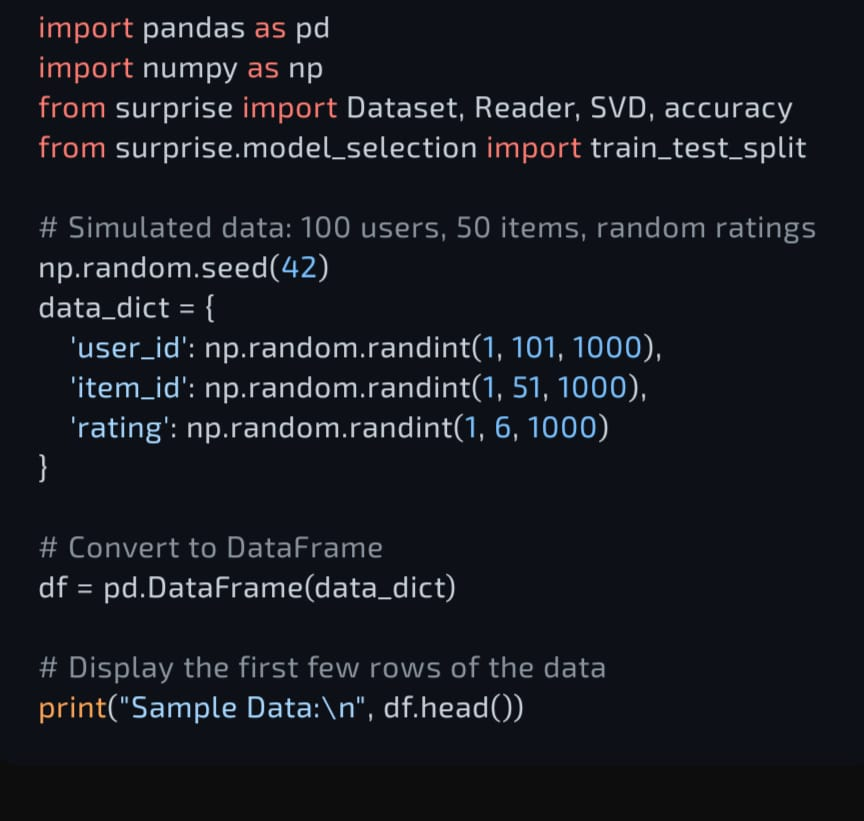 import pandas as pd
import numpy as np
from surprise import Dataset, Reader, SVD, accuracy
from surprise.model_selection import train_test_split

# Simulated data: 100 users, 50 items, random ratings
np.random.seed(42)
data_dict = {
    'user_id': np.random.randint(1, 101, 1000),
    'item_id': np.random.randint(1, 51, 1000),
    'rating': np.random.randint(1, 6, 1000)
}

# Convert to DataFrame
df = pd.DataFrame(data_dict)

# Display the first few rows of the data
print("Sample Data:\n", df.head())